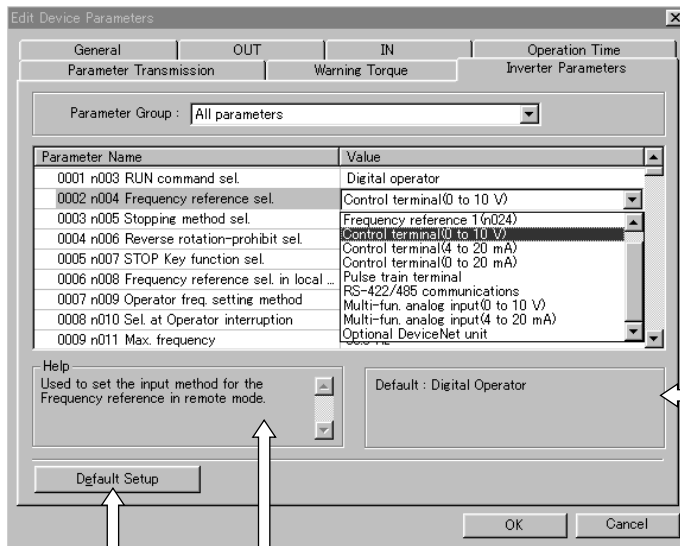 Edit Device Parameters
General
OUT
IN
Operation Time
Parameter Transmission
Warning Torque
Inverter Parameters
Parameter Group : All parameters
Parameter Name Value
0001 n003 RUN command sel. Digital operator
0002 n004 Frequency reference sel. Control terminal(0 to 10 V)
0003 n005 Stopping method sel.
0004 n006 Reverse rotation-prohibit sel.
0005 n007 STOP Key function sel.
0006 n008 Frequency reference sel. in local ...
0007 n009 Operator freq. setting method
0008 n010 Sel. at Operator interruption
0009 n011 Max. frequency
Frequency reference 1(n024)
Control terminal(0 to 10 V)
Control terminal(4 to 20 mA)
Control terminal(0 to 20 mA)
Pulse train terminal
RS-422/485 communications
Multi-fun. analog input(0 to 10 V)
Multi-fun. analog input(4 to 20 mA)
Optional DeviceNet unit
Help
Used to set the input method for the
Frequency reference in remote mode.
Default : Digital Operator
Default Setup
OK
Cancel